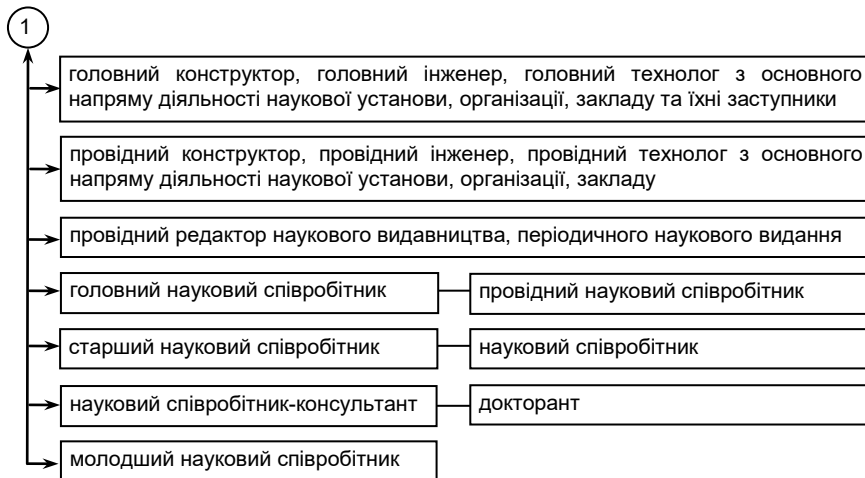 1
головний конструктор, головний інженер, головний технолог з основного
напряму діяльності наукової установи, організації, закладу та їхні заступники
провідний конструктор, провідний інженер, провідний технолог з основного
напряму діяльності наукової установи, організації, закладу
провідний редактор наукового видавництва, періодичного наукового видання
головний науковий співробітник
провідний науковий співробітник
старший науковий співробітник
науковий співробітник
науковий співробітник-консультант
докторант
молодший науковий співробітник